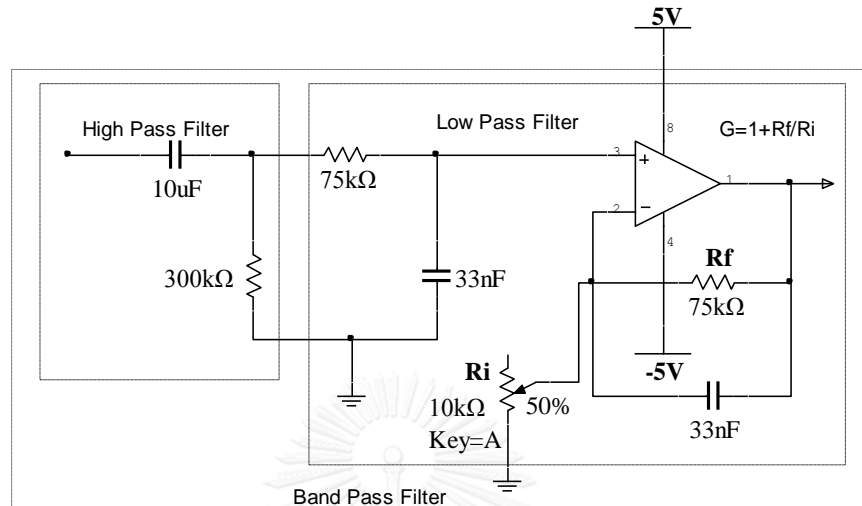 5V
High Pass Filter
Low Pass Filter
G=1+Rf/Ri
8
3
1
2
4
10uF
75kΩ
300kΩ
33nF
Rf
75kΩ
-5V
Ri
10kΩ
50%
Key=A
33nF
Band Pass Filter